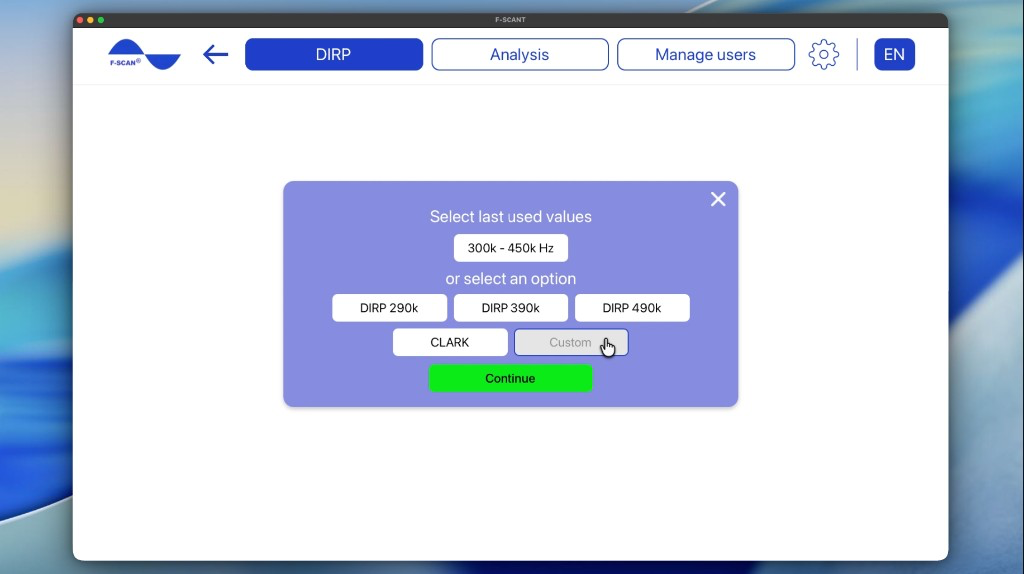 F-SCANT
F-SCAN®
DIRP
Analysis
Manage users
EN
Select last used values
300k - 450k Hz
or select an option
DIRP 290k
DIRP 390k
DIRP 490k
CLARK
Custom
Continue